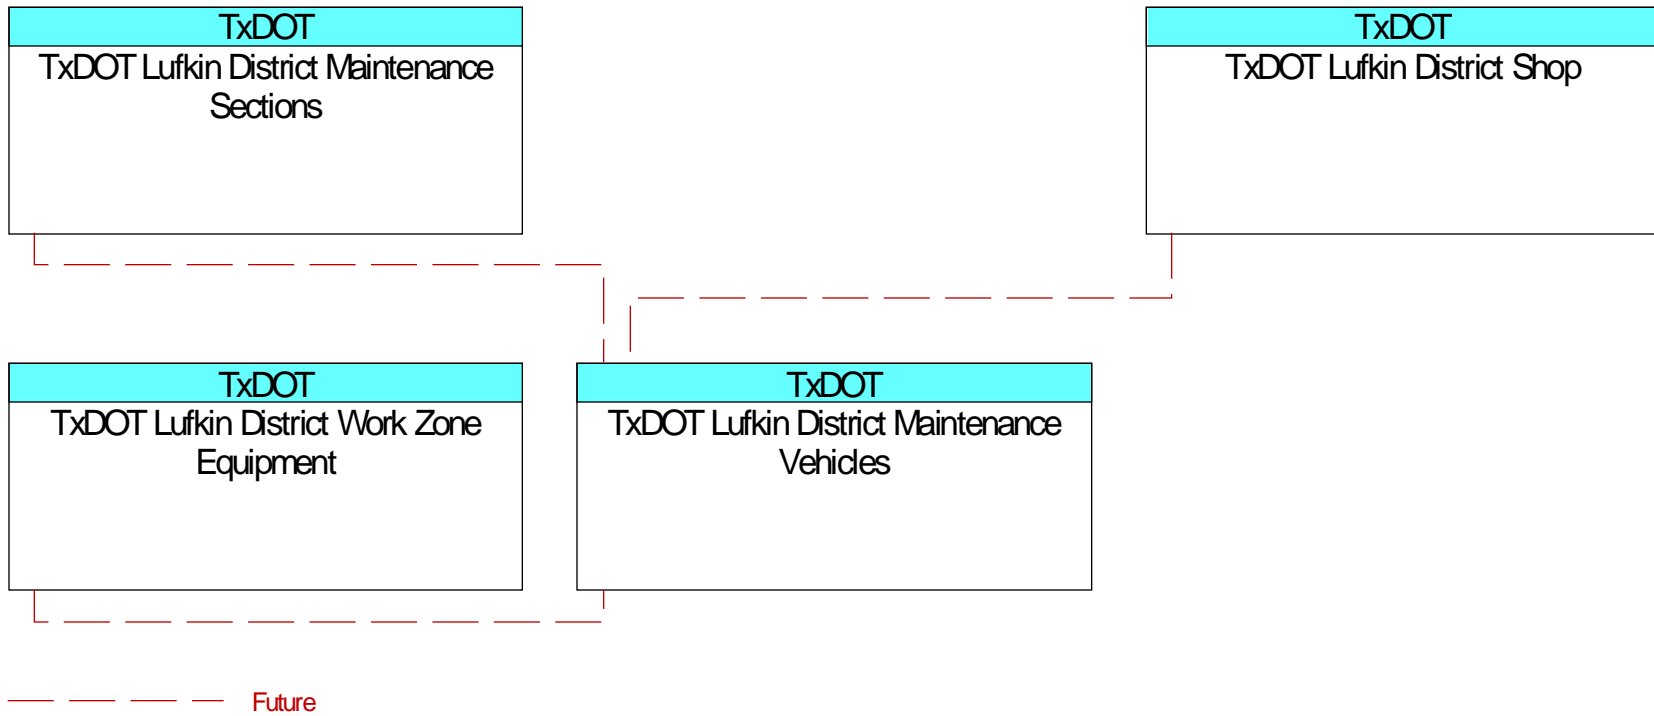 TxDOT
TxDOT Lufkin District Maintenance
Sections
TxDOT
TxDOT Lufkin District Shop
TxDOT
TxDOT Lufkin District Work Zone
Equipment
TxDOT
TxDOT Lufkin District Maintenance
Vehicles
Future